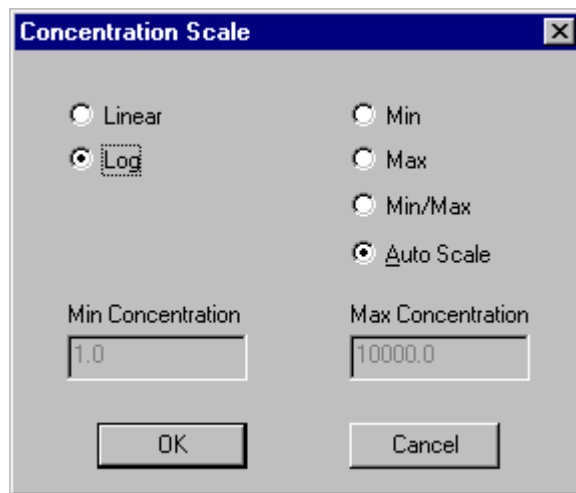 Concentration Scale
Linear
Log
Min
Max
Min/Max
Auto Scale
Min Concentration
1.0
Max Concentration
10000.0
OK
Cancel